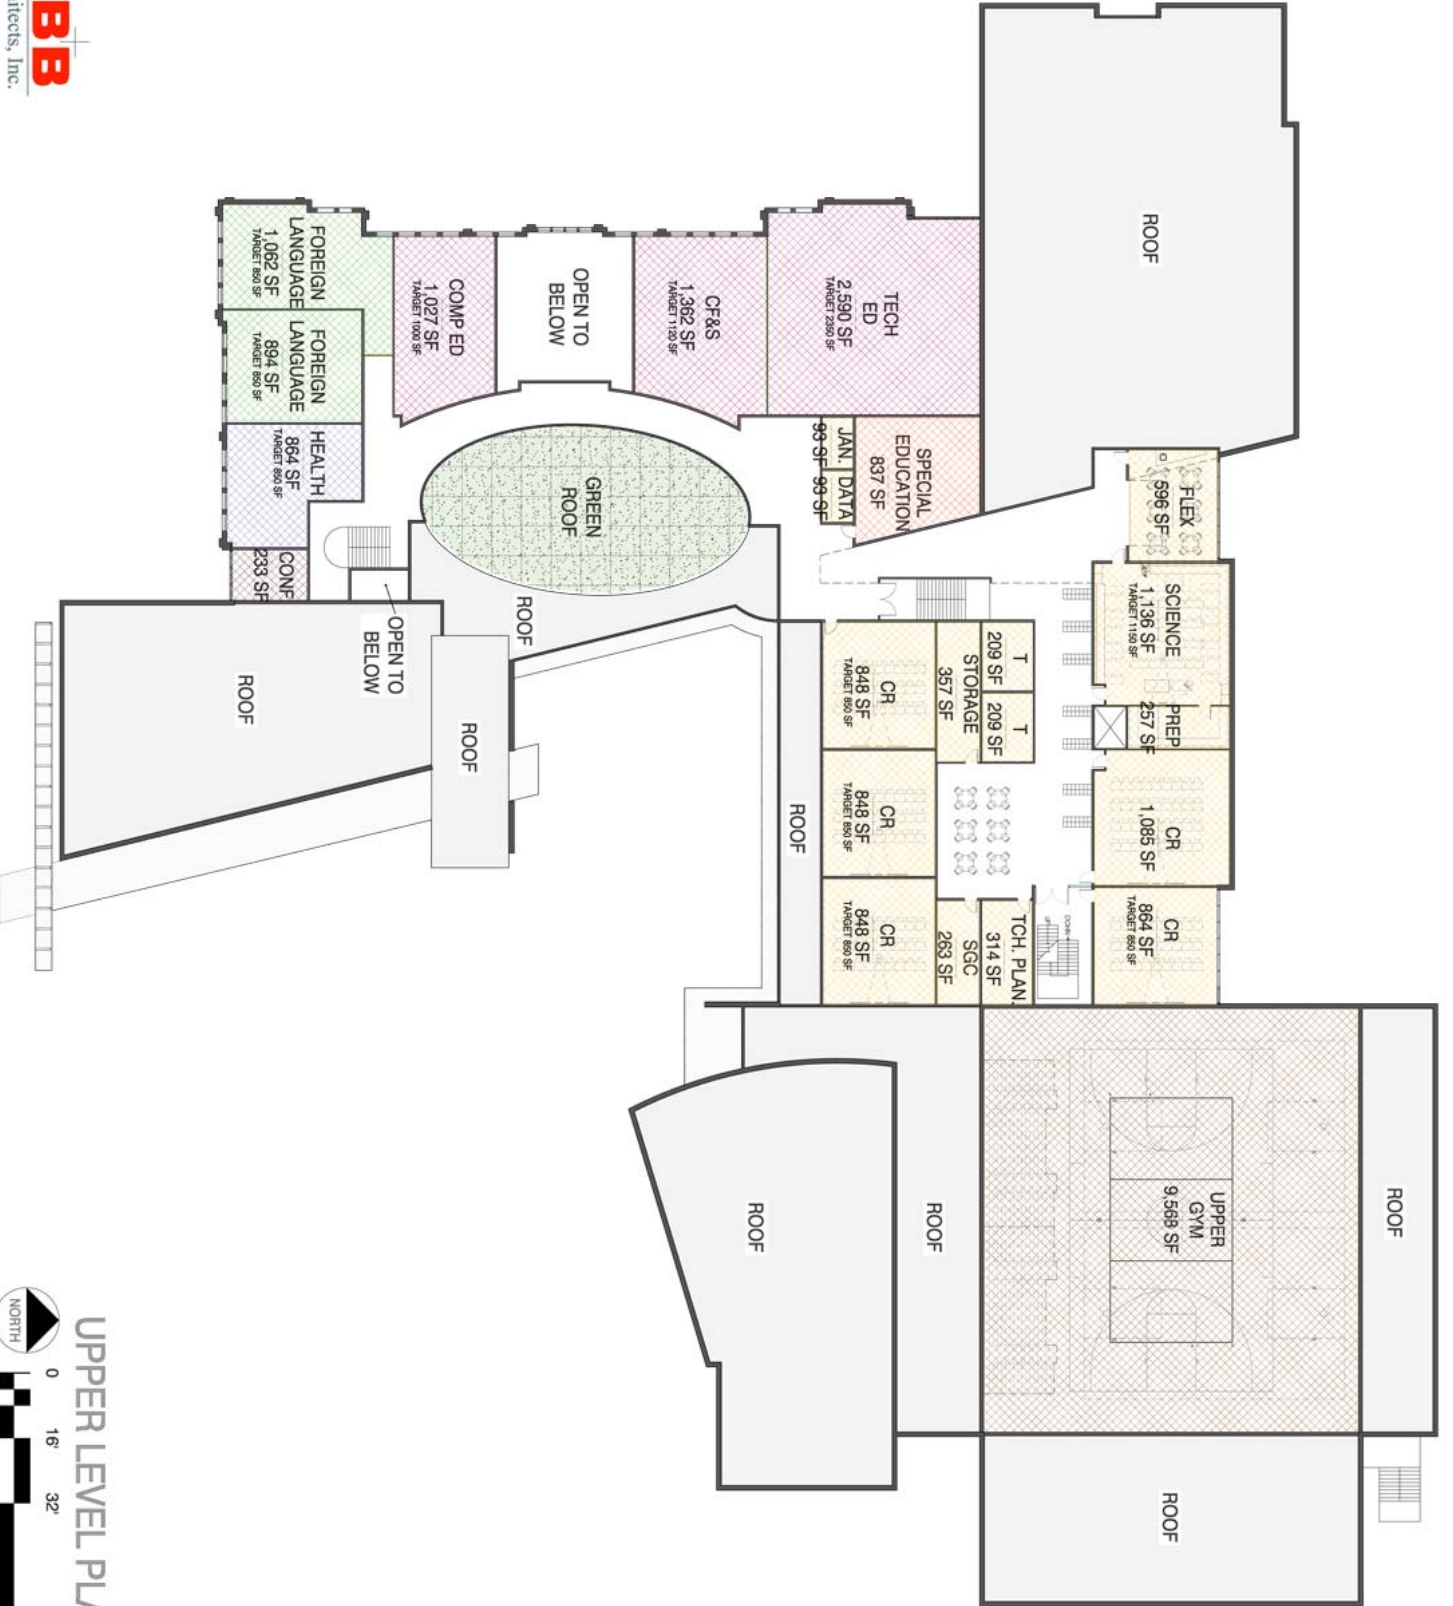 BB
itects, Inc.
ROOF
FOREIGN
LANGUAGE
1,062 SF
TARGET 850 SF
FOREIGN
LANGUAGE
894 SF
TARGET 850 SF
HEALTH
864 SF
TARGET 850 SF
CONF
233 SF
COMP ED
1,027 SF
TARGET 1000 SF
OPEN TO
BELOW
CF&S
1,362 SF
TARGET 1120 SF
TECH
ED
2,590 SF
TARGET 2350 SF
JAN.
93 SF
DATA
93 SF
SPECIAL
EDUCATION
837 SF
GREEN
ROOF
ROOF
OPEN TO
BELOW
ROOF
ROOF
FLEX
596 SF
SCIENCE
1,136 SF
TARGET 1150 SF
PREP
257 SF
CR
1,085 SF
CR
864 SF
TARGET 850 SF
T
209 SF
T
209 SF
STORAGE
357 SF
CR
848 SF
TARGET 850 SF
CR
848 SF
TARGET 850 SF
CR
848 SF
TARGET 850 SF
TCH. PLAN.
314 SF
SGC
263 SF
DOWN
UP
ROOF
ROOF
UPPER
GYM
9,568 SF
ROOF
ROOF
ROOF
UPPER LEVEL PLA
NORTH
0 16' 32'